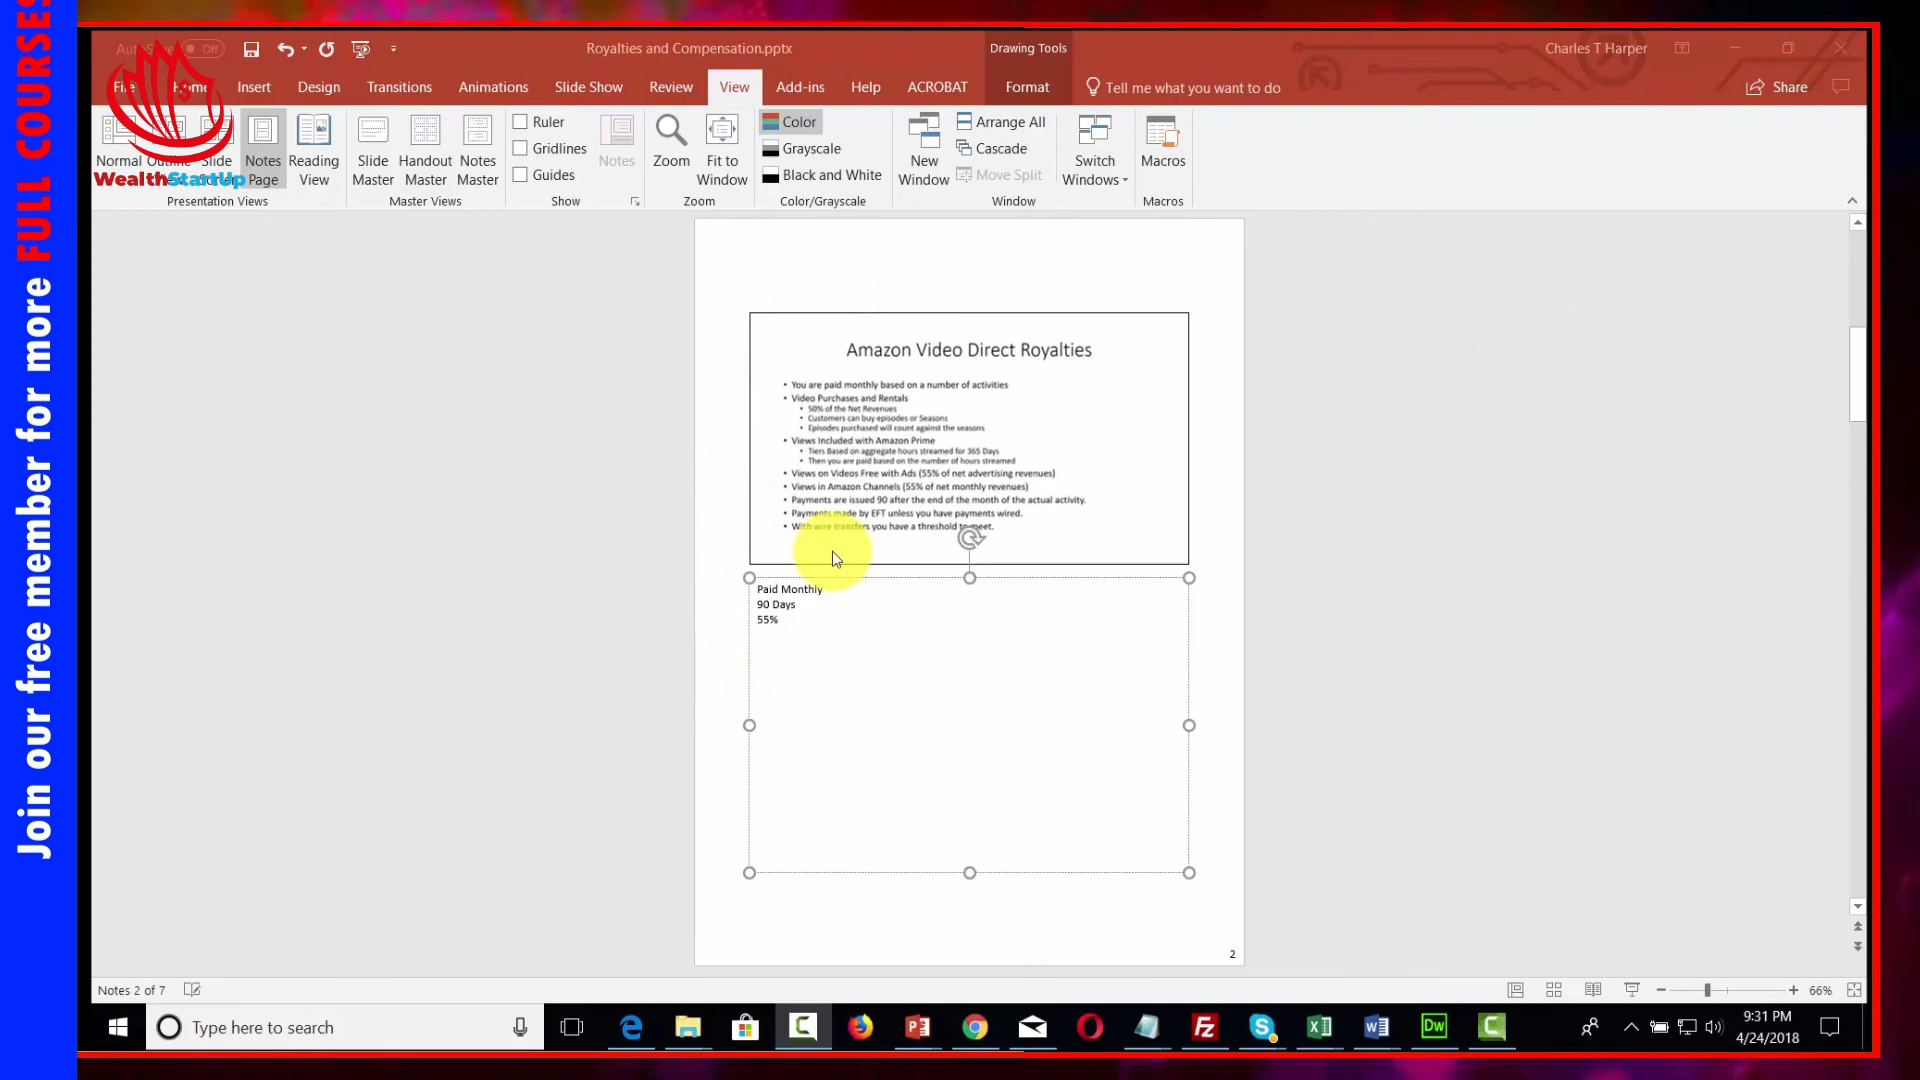 Join our free member for more FULL COURSES
Off
Royalties and Compensation.pptx
Drawing Tools
Charles T Harper
Insert
Design
Transitions
Animations
Slide Show
Review
View
Add-ins
Help
ACROBAT
Format
Tell me what you want to do
Share
Normal
Slide
Notes Page
Reading View
WealthStartUp
Presentation Views
Slide Master
Handout Master
Notes Master
Master Views
Ruler
Gridlines
Guides
Notes
Show
Zoom
Fit to Window
Zoom
Color
Grayscale
Black and White
Color/Grayscale
New Window
Arrange All
Cascade
Move Split
Switch Windows
Window
Macros
Macros
Amazon Video Direct Royalties
• You are paid monthly based on a number of activities
• Video Purchases and Rentals
• 50% of the Net Revenues
• Customers can buy episodes or Seasons
• Episodes purchased will count against the seasons
• Views Included with Amazon Prime
• Tiers Based on aggregate hours streamed for 365 Days
• Then you are paid based on the number of hours streamed
• Views on Videos Free with Ads (55% of net advertising revenues)
• Views in Amazon Channels (55% of net monthly revenues)
• Payments are issued 90 after the end of the month of the actual activity.
• Payments made by EFT unless you have payments wired.
• With wire transfers you have a threshold to meet.
Paid Monthly
90 Days
55%
2
Notes 2 of 7
66%
Type here to search
9:31 PM
4/24/2018